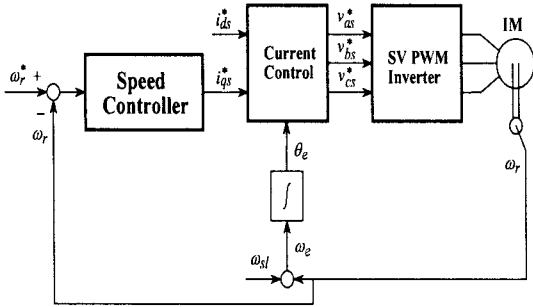 IM
i*ds
v*as
ω*r +
Speed
Controller
i*qs
Current
Control
v*bs
v*cs
SV PWM
Inverter
−
ωr
θe
ωr
∫
ωe
ωsl